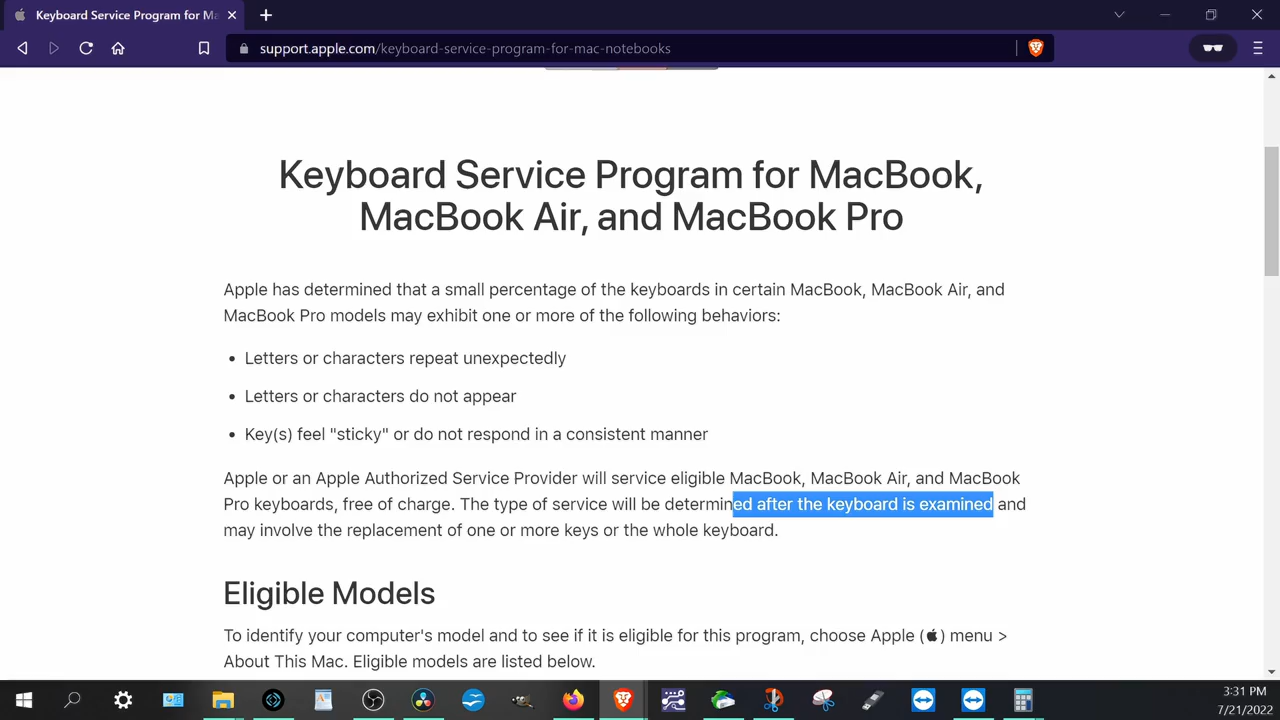 Keyboard Service Program for Ma
support.apple.com/keyboard-service-program-for-mac-notebooks
Keyboard Service Program for MacBook,
MacBook Air, and MacBook Pro
Apple has determined that a small percentage of the keyboards in certain MacBook, MacBook Air, and
MacBook Pro models may exhibit one or more of the following behaviors:
• Letters or characters repeat unexpectedly
• Letters or characters do not appear
• Key(s) feel "sticky" or do not respond in a consistent manner
Apple or an Apple Authorized Service Provider will service eligible MacBook, MacBook Air, and MacBook
Pro keyboards, free of charge. The type of service will be determined after the keyboard is examined and
may involve the replacement of one or more keys or the whole keyboard.
Eligible Models
To identify your computer's model and to see if it is eligible for this program, choose Apple () menu >
About This Mac. Eligible models are listed below.
3:31 PM
7/21/2022